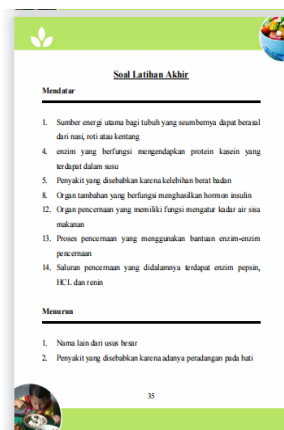 Soal Latihan Akhir
Mendatar
1. Sumber energi utama bagi tubuh yang seumbernya dapat berasal
dari nasi, roti atau kentang
4. enzim yang berfungsi mengendapkan protein kasein yang
terdapat dalam susu
5. Penyakit yang disebabkan karena kelebihan berat badan
8. Organ tambahan yang berfungsi menghasilkan hormon insulin
12. Organ pencernaan yang memiliki fungsi mengatur kadar air sisa
makanan
13. Proses pencernaan yang menggunakan bantuan enzim-enzim
pencernaan
14. Saluran pencernaan yang didalamnya terdapat enzim pepsin,
HCL dan renin
Menurun
1. Nama lain dari usus besar
2. Penyakit yang disebabkan karena adanya peradangan pada hati
35